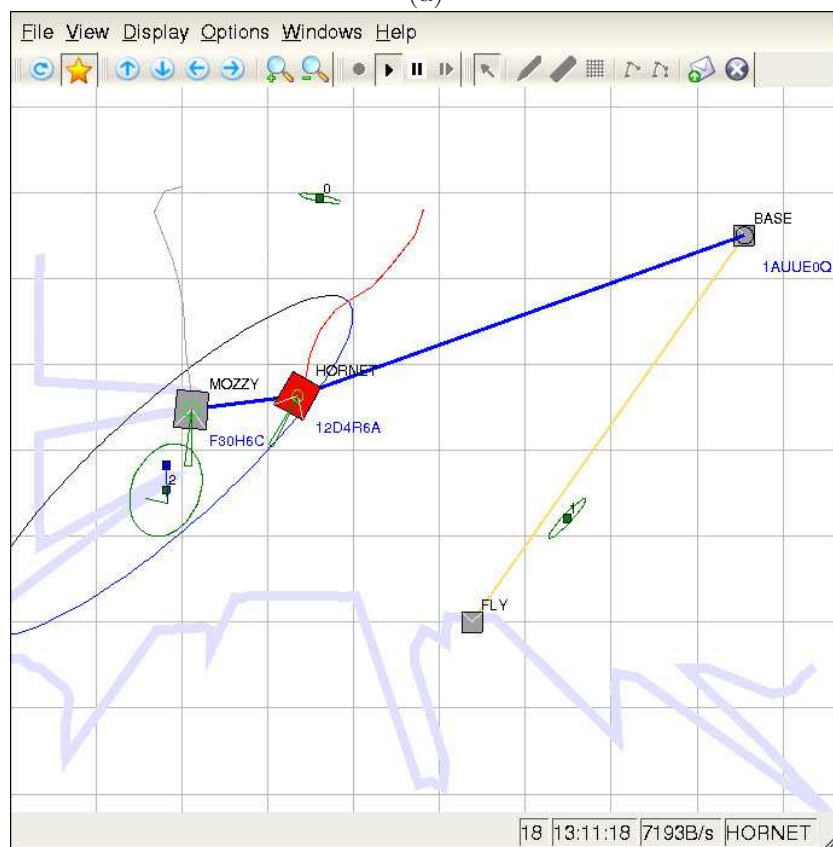 (a)
File View Display Options Windows Help
0
BASE
1AUUE0Q
HORNET
MOZZY
F30H6C
12D4R6A
2
1
FLY
18 13:11:18 7193B/s HORNET